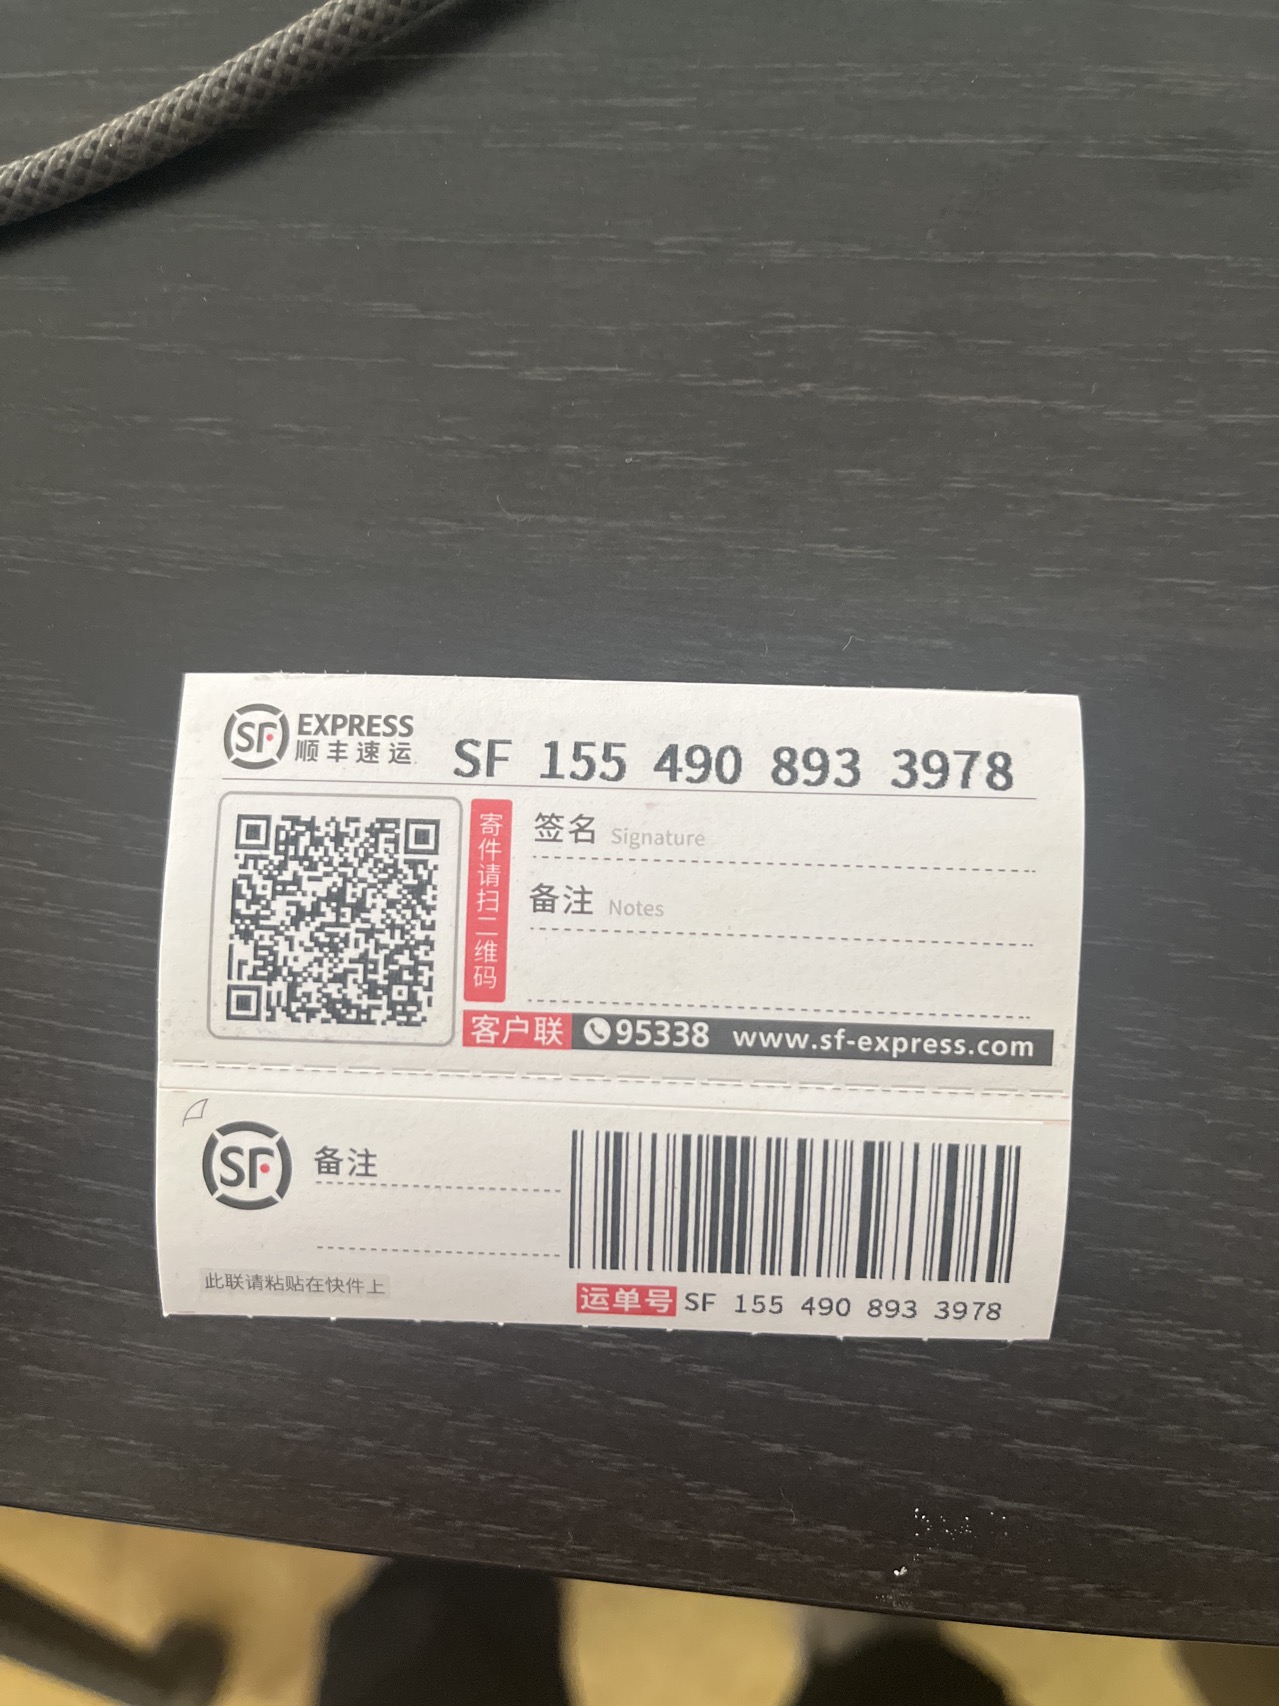 SF EXPRESS
顺丰速运
SF 155 490 893 3978
寄件请扫二维码
签名 Signature
备注 Notes
客户联 95338 www.sf-express.com
SF 备注
此联请粘贴在快件上
运单号 SF 155 490 893 3978